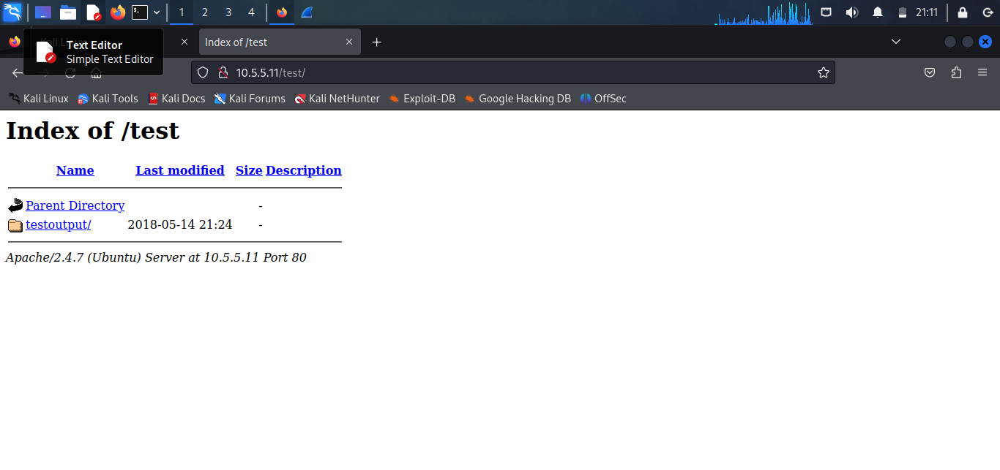 1 2 3 4 21:11
Kali Linux
Index of /test
Text Editor
Simple Text Editor
10.5.5.11/test/
Kali Linux Kali Tools Kali Docs Kali Forums Kali NetHunter Exploit-DB Google Hacking DB OffSec
Index of /test
Name Last modified Size Description
Parent Directory -
testoutput/ 2018-05-14 21:24 -
Apache/2.4.7 (Ubuntu) Server at 10.5.5.11 Port 80